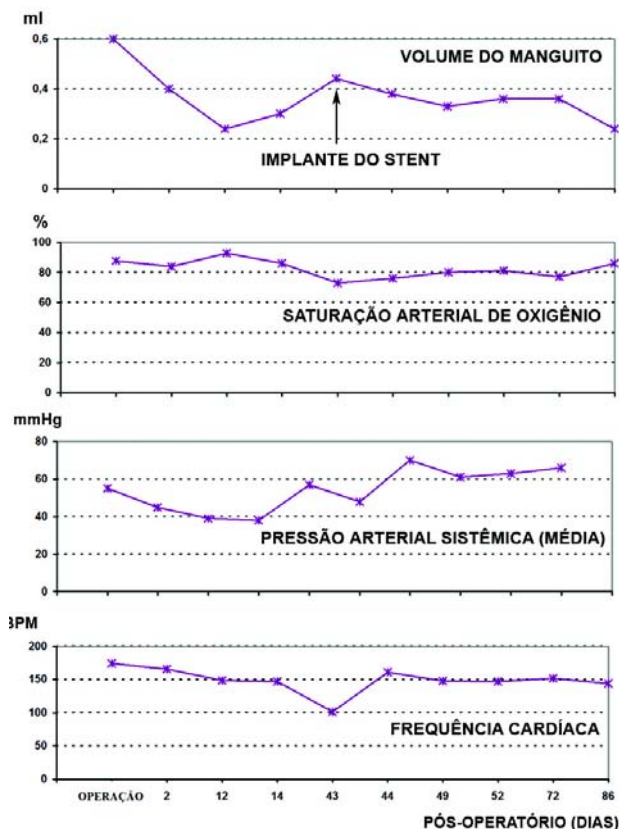 ml
0,6
VOLUME DO MANGUITO
0,4
0,2
IMPLANTE DO STENT
0
%
100
80
60
SATURAÇÃO ARTERIAL DE OXIGÊNIO
40
20
0
mmHg
80
60
40
PRESSÃO ARTERIAL SISTÊMICA (MÉDIA)
20
0
BPM
200
150
100
FREQUÊNCIA CARDÍACA
50
0
OPERAÇÃO 2 12 14 43 44 49 52 72 86
PÓS-OPERATÓRIO (DIAS)